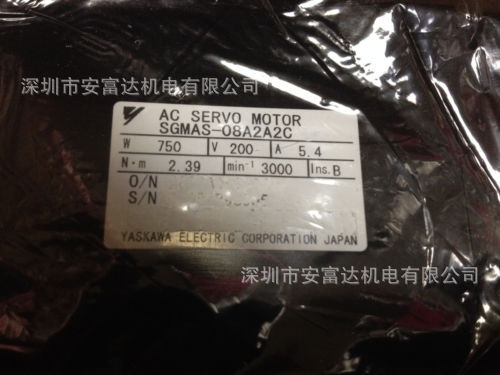 深圳市安富达机电有限公司
AC SERVO MOTOR
SGMAS-08A2A2C
W 750 V 200 A 5.4
N·m 2.39 min⁻¹ 3000 Ins.B
O/N
S/N
YASKAWA ELECTRIC CORPORATION JAPAN
深圳市安富达机电有限公司